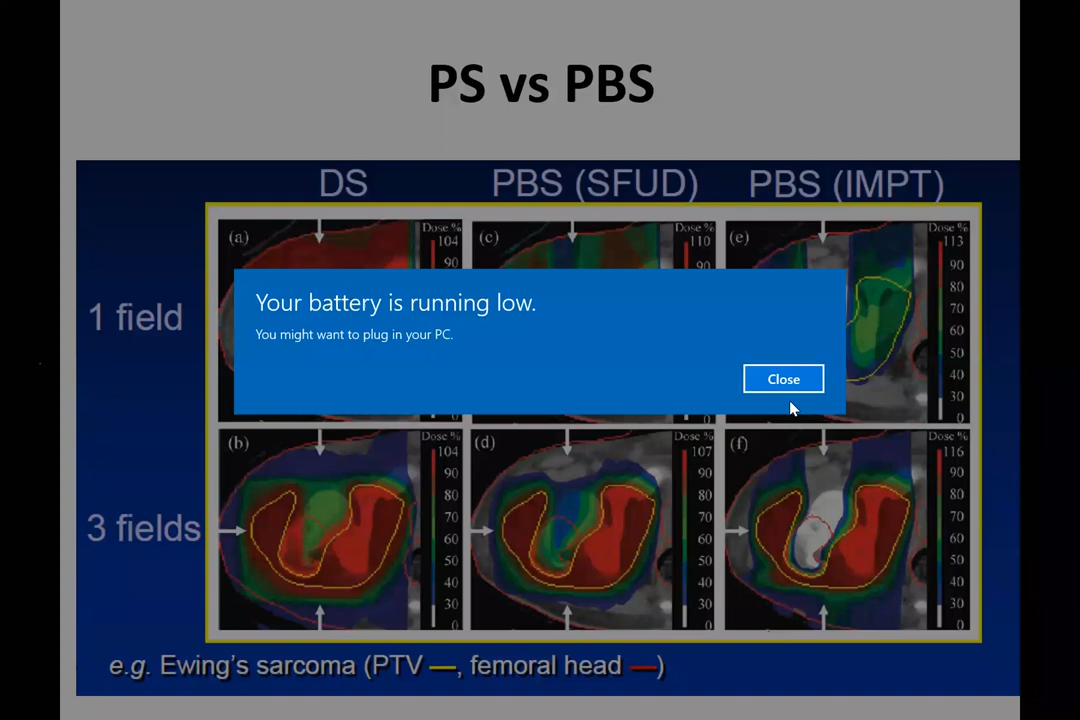 PS vs PBS
DS
PBS (SFUD)
PBS (IMPT)
1 field
(a)
Dose %
104
90
(c)
Dose %
110
90
(e)
Dose %
113
90
80
70
60
50
40
30
0
Your battery is running low.
You might want to plug in your PC.
Close
3 fields
(b)
Dose %
104
90
80
70
60
50
40
30
0
(d)
Dose %
107
90
80
70
60
50
40
30
0
(f)
Dose %
116
90
80
70
60
50
40
30
0
e.g. Ewing's sarcoma (PTV —, femoral head —)